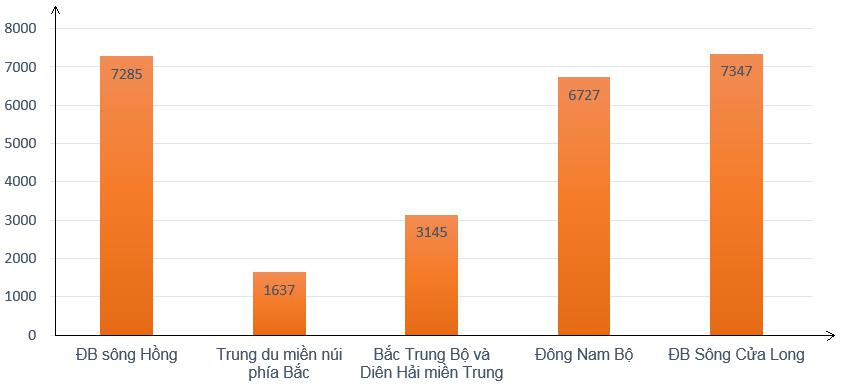 8000
7000
6000
5000
4000
3000
2000
1000
0
7285
1637
3145
6727
7347
ĐB sông Hồng
Trung du miền núi
phía Bắc
Bắc Trung Bộ và
Diên Hải miền Trung
Đông Nam Bộ
ĐB Sông Cửa Long